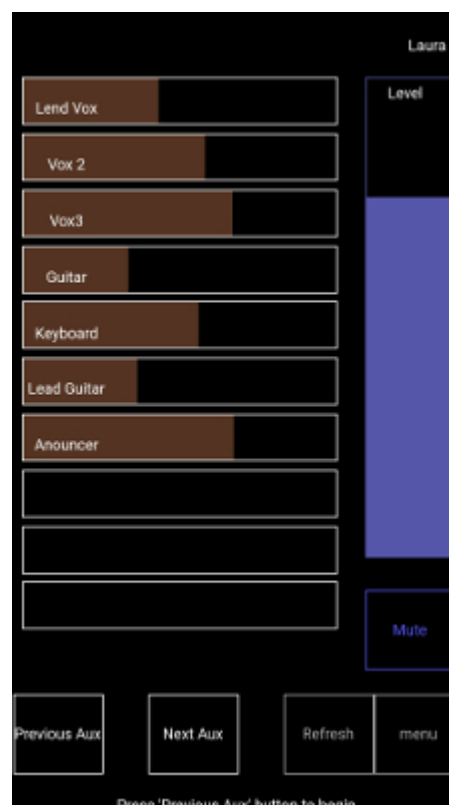 Laura
Level
Lend Vox
Vox 2
Vox3
Guitar
Keyboard
Lead Guitar
Anouncer
Mute
Previous Aux
Next Aux
Refresh
menu
Press 'Previous Aux' button to begin